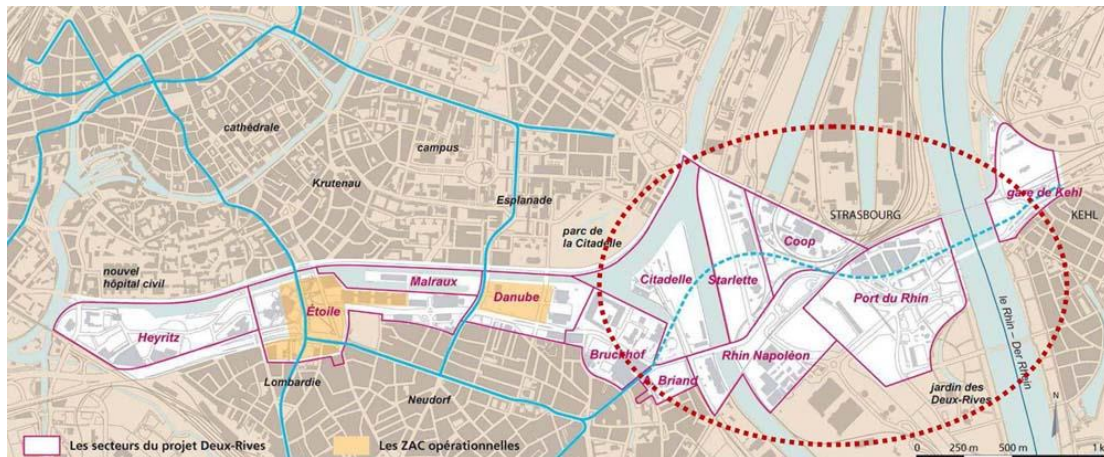 cathédrale
campus
Krutenau
Esplanade
parc de
la Citadelle
nouvel
hôpital civil
Heyritz
Étoile
Malraux
Danube
Bruckhof
A. Briand
Citadelle
Starlette
Coop
STRASBOURG
Rhin Napoléon
Port du Rhin
gare de Kehl
KEHL
le Rhin – Der Rhein
jardin des
Deux-Rives
Lombardie
Neudorf
N
Les secteurs du projet Deux-Rives
Les ZAC opérationnelles
0 250 m 500 m 1 k